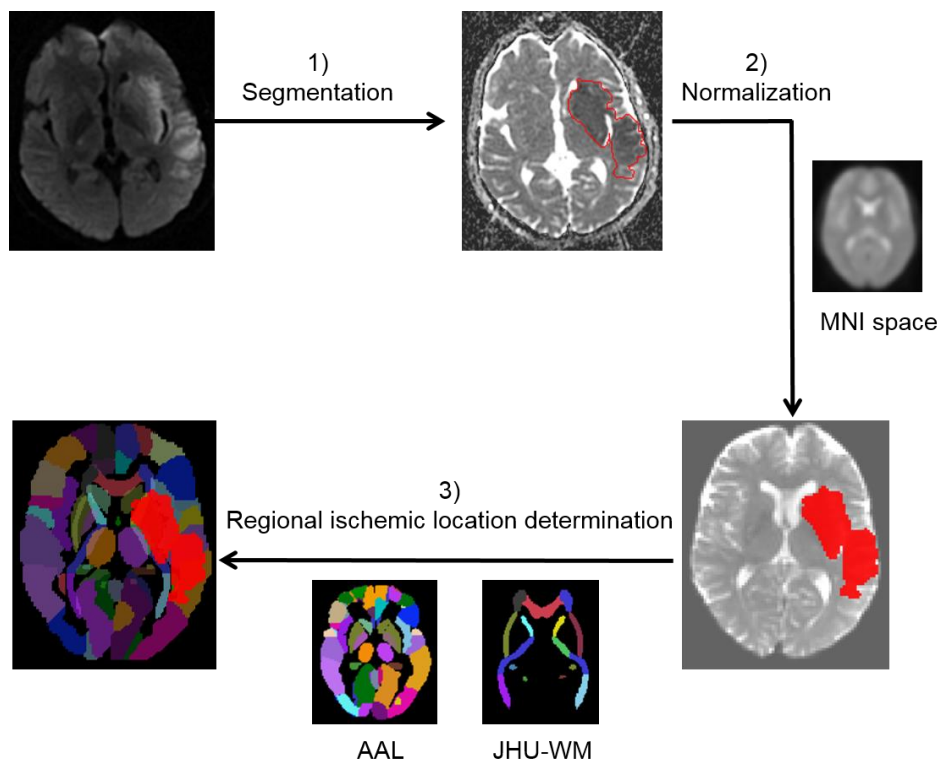 1)
Segmentation
2)
Normalization
MNI space
3)
Regional ischemic location determination
AAL
JHU-WM